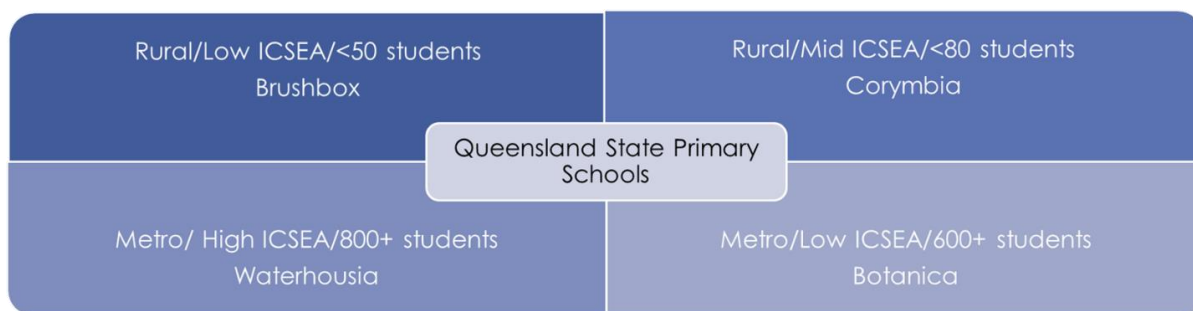 Rural/Low ICSEA/<50 students
Brushbox
Rural/Mid ICSEA/<80 students
Corymbia
Queensland State Primary
Schools
Metro/ High ICSEA/800+ students
Waterhousia
Metro/Low ICSEA/600+ students
Botanica